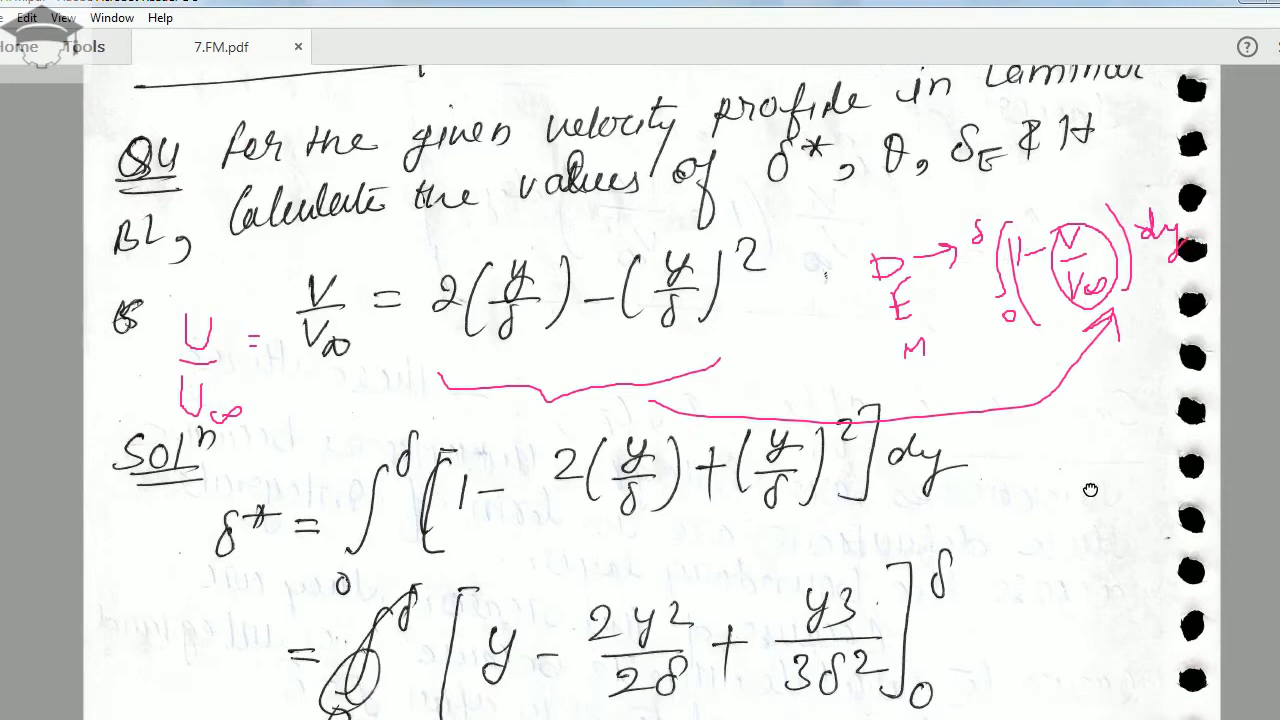 Edit View Window Help
Home Tools 7.FM.pdf × ?
Q4 for the given velocity profile in Laminar
BL, Calculate the values of δ*, θ, δE & H
V/V∞ = 2(y/δ) − (y/δ)²
U/U∞ =
D → ∫₀^δ (1 − V/V∞) dy
E
M
Solⁿ
δ* = ∫₀^δ [1 − 2(y/δ) + (y/δ)²] dy
= [y − 2y²/2δ + y3/3δ²]₀^δ